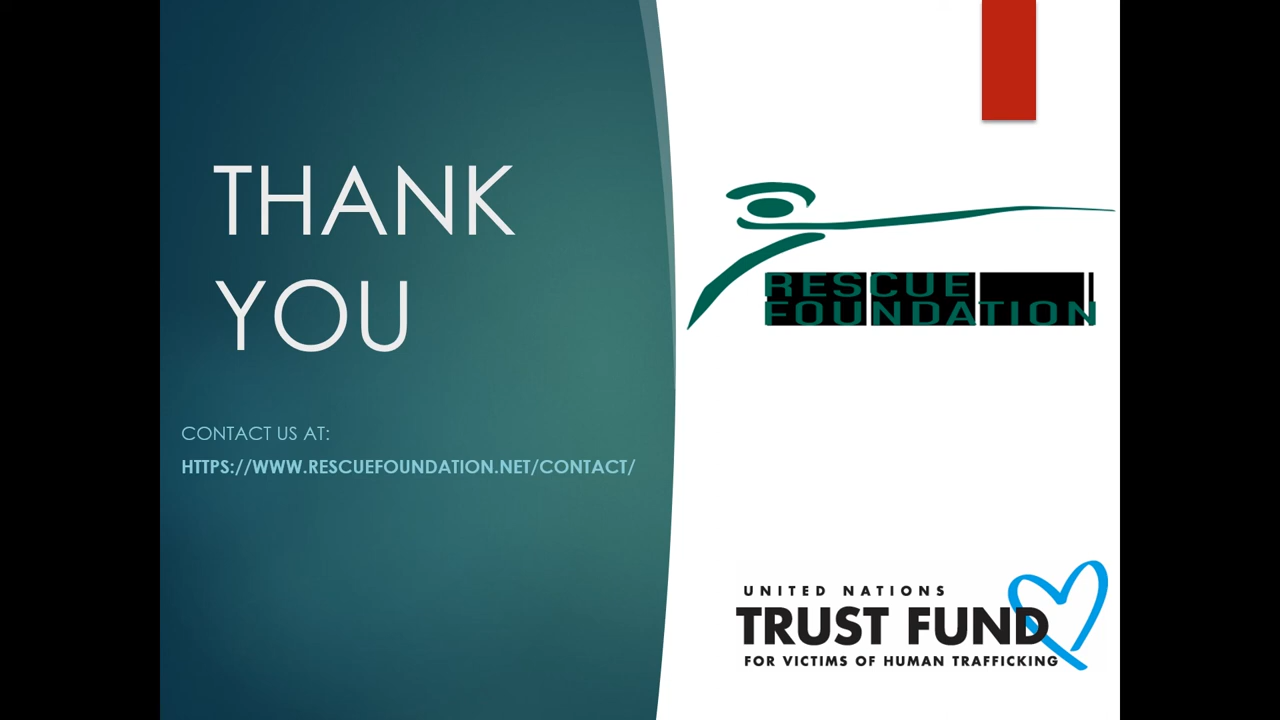 THANK
YOU
CONTACT US AT:
HTTPS://WWW.RESCUEFOUNDATION.NET/CONTACT/
RESCUE
FOUNDATION
UNITED NATIONS
TRUST FUND
FOR VICTIMS OF HUMAN TRAFFICKING